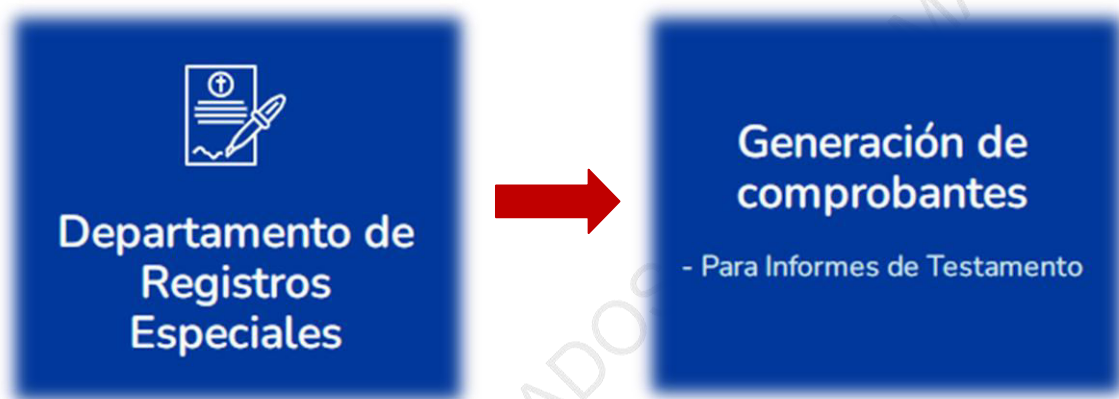 Departamento de
Registros
Especiales
Generación de
comprobantes
- Para Informes de Testamento